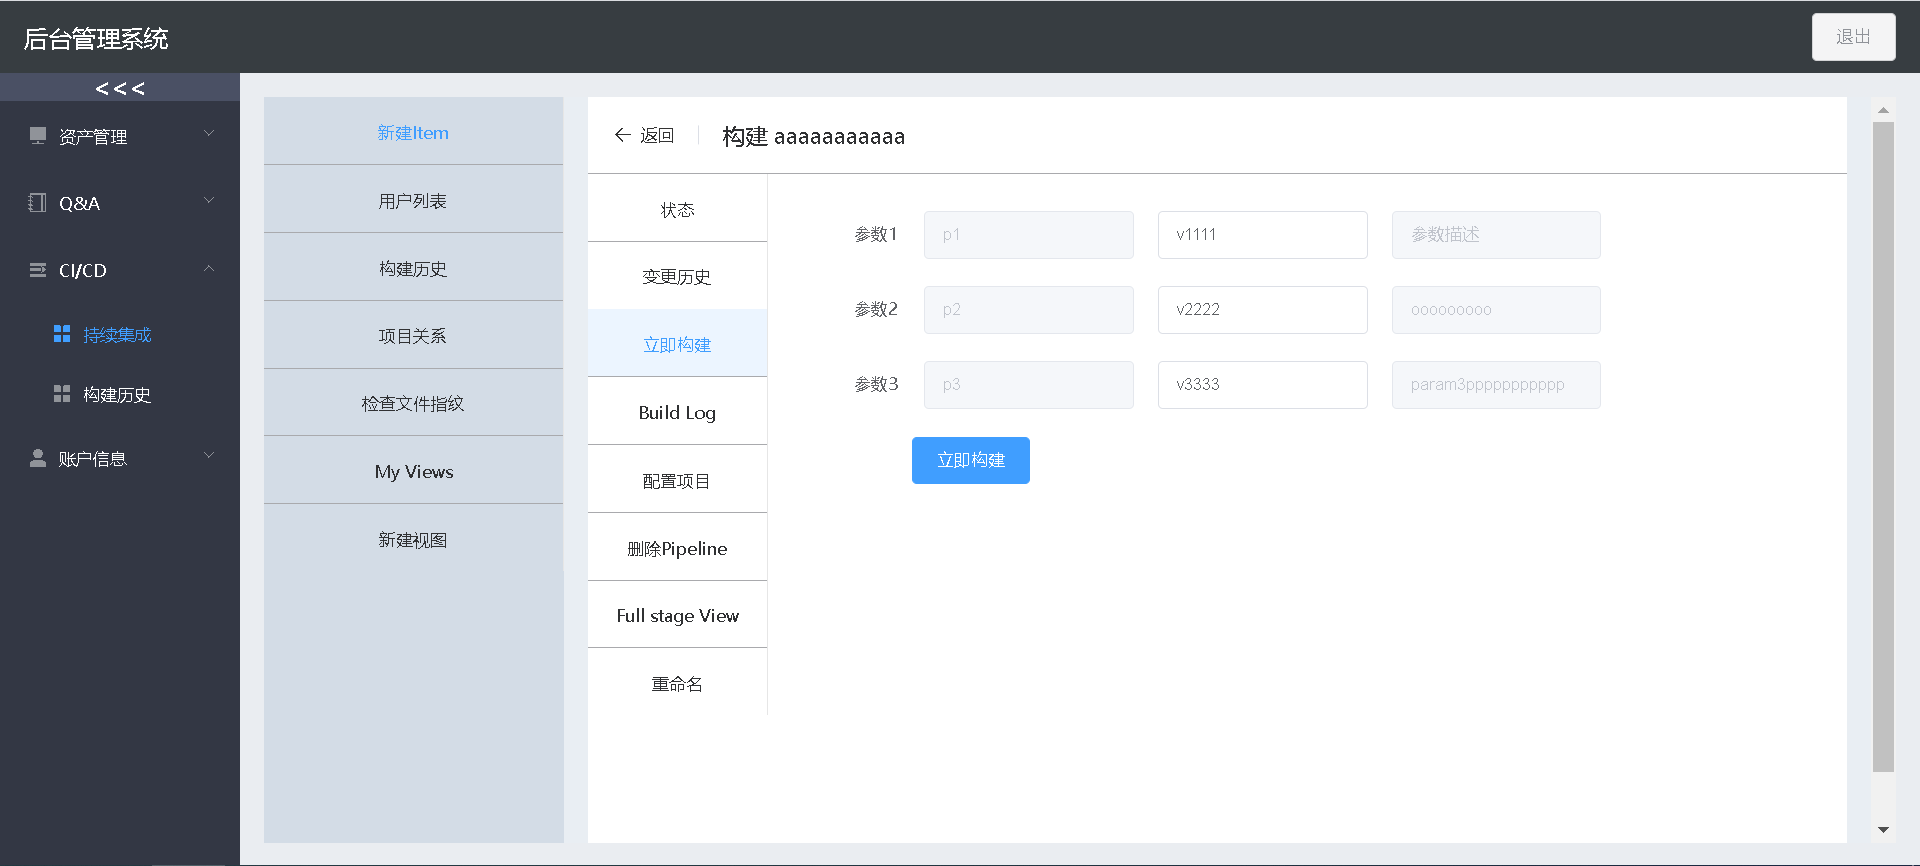 后台管理系统
退出
<<<
资产管理
Q&A
CI/CD
持续集成
构建历史
账户信息
新建Item
用户列表
构建历史
项目关系
检查文件指纹
My Views
新建视图
返回
构建 aaaaaaaaaaa
状态
变更历史
立即构建
Build Log
配置项目
删除Pipeline
Full stage View
重命名
参数1 p1 v1111 参数描述
参数2 p2 v2222 ooooooooo
参数3 p3 v3333 param3ppppppppppp
立即构建